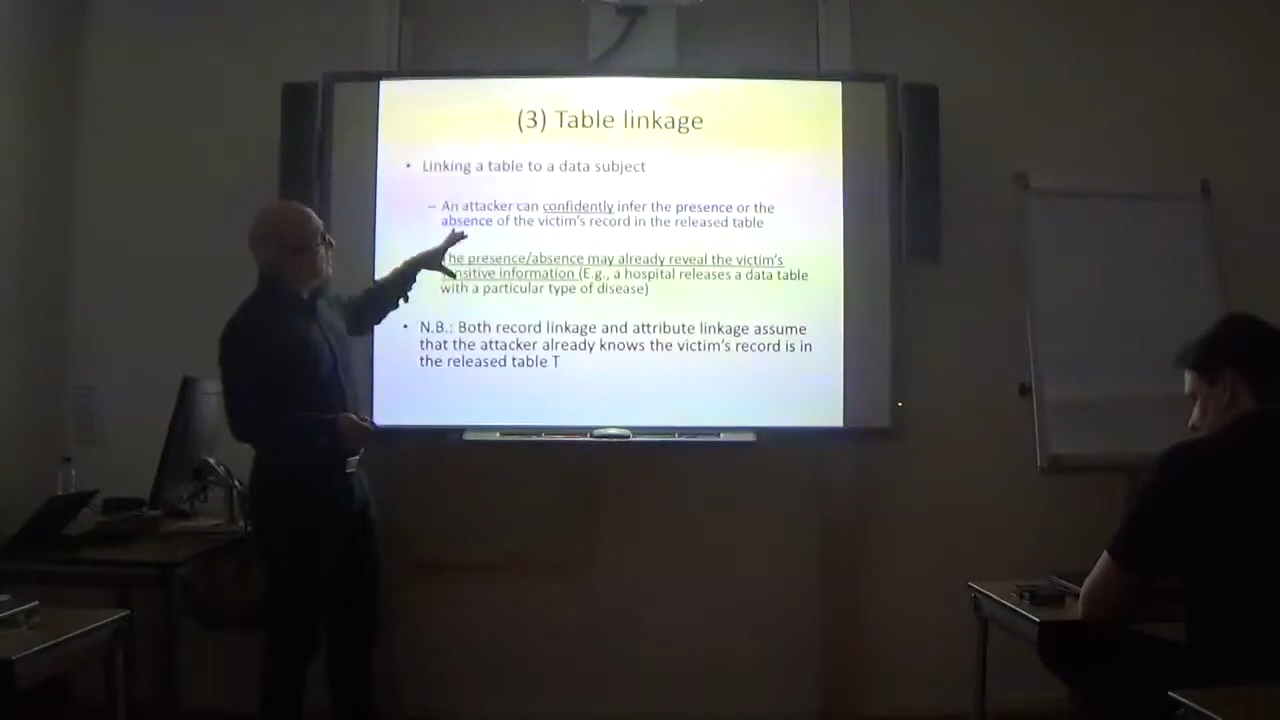 (3) Table linkage
• Linking a table to a data subject
– An attacker can confidently infer the presence or the
absence of the victim's record in the released table
he presence/absence may already reveal the victim's
nsitive information (E.g., a hospital releases a data table
with a particular type of disease)
• N.B.: Both record linkage and attribute linkage assume
that the attacker already knows the victim's record is in
the released table T